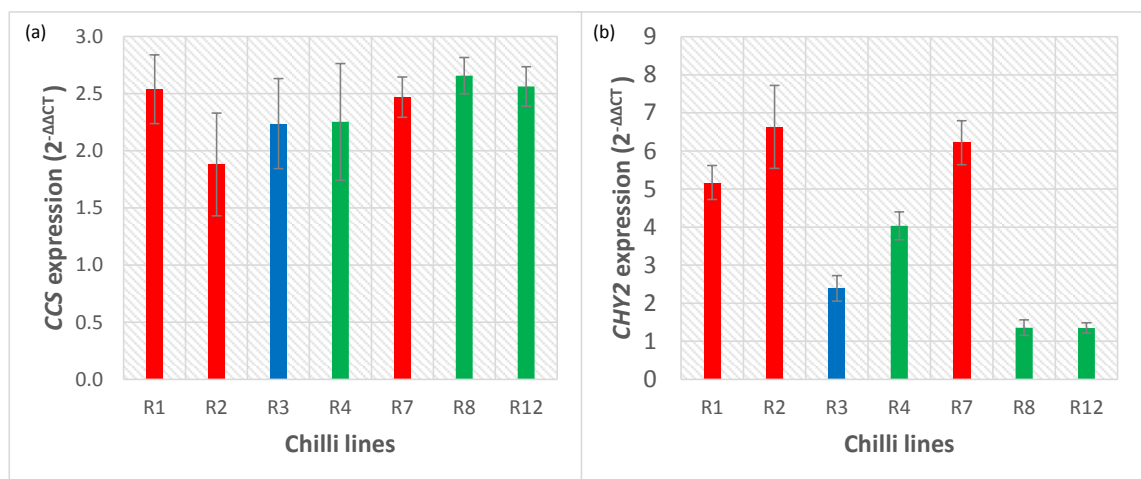 (a)
CCS expression (2-ΔΔCT)
3.0
2.5
2.0
1.5
1.0
0.5
0.0
R1 R2 R3 R4 R7 R8 R12
Chilli lines
(b)
CHY2 expression (2-ΔΔCT )
9
8
7
6
5
4
3
2
1
0
R1 R2 R3 R4 R7 R8 R12
Chilli lines